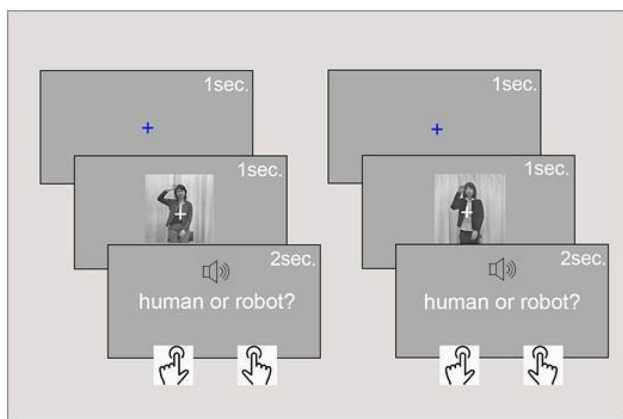 1sec.
1sec.
2sec.
human or robot?
1sec.
1sec.
2sec.
human or robot?